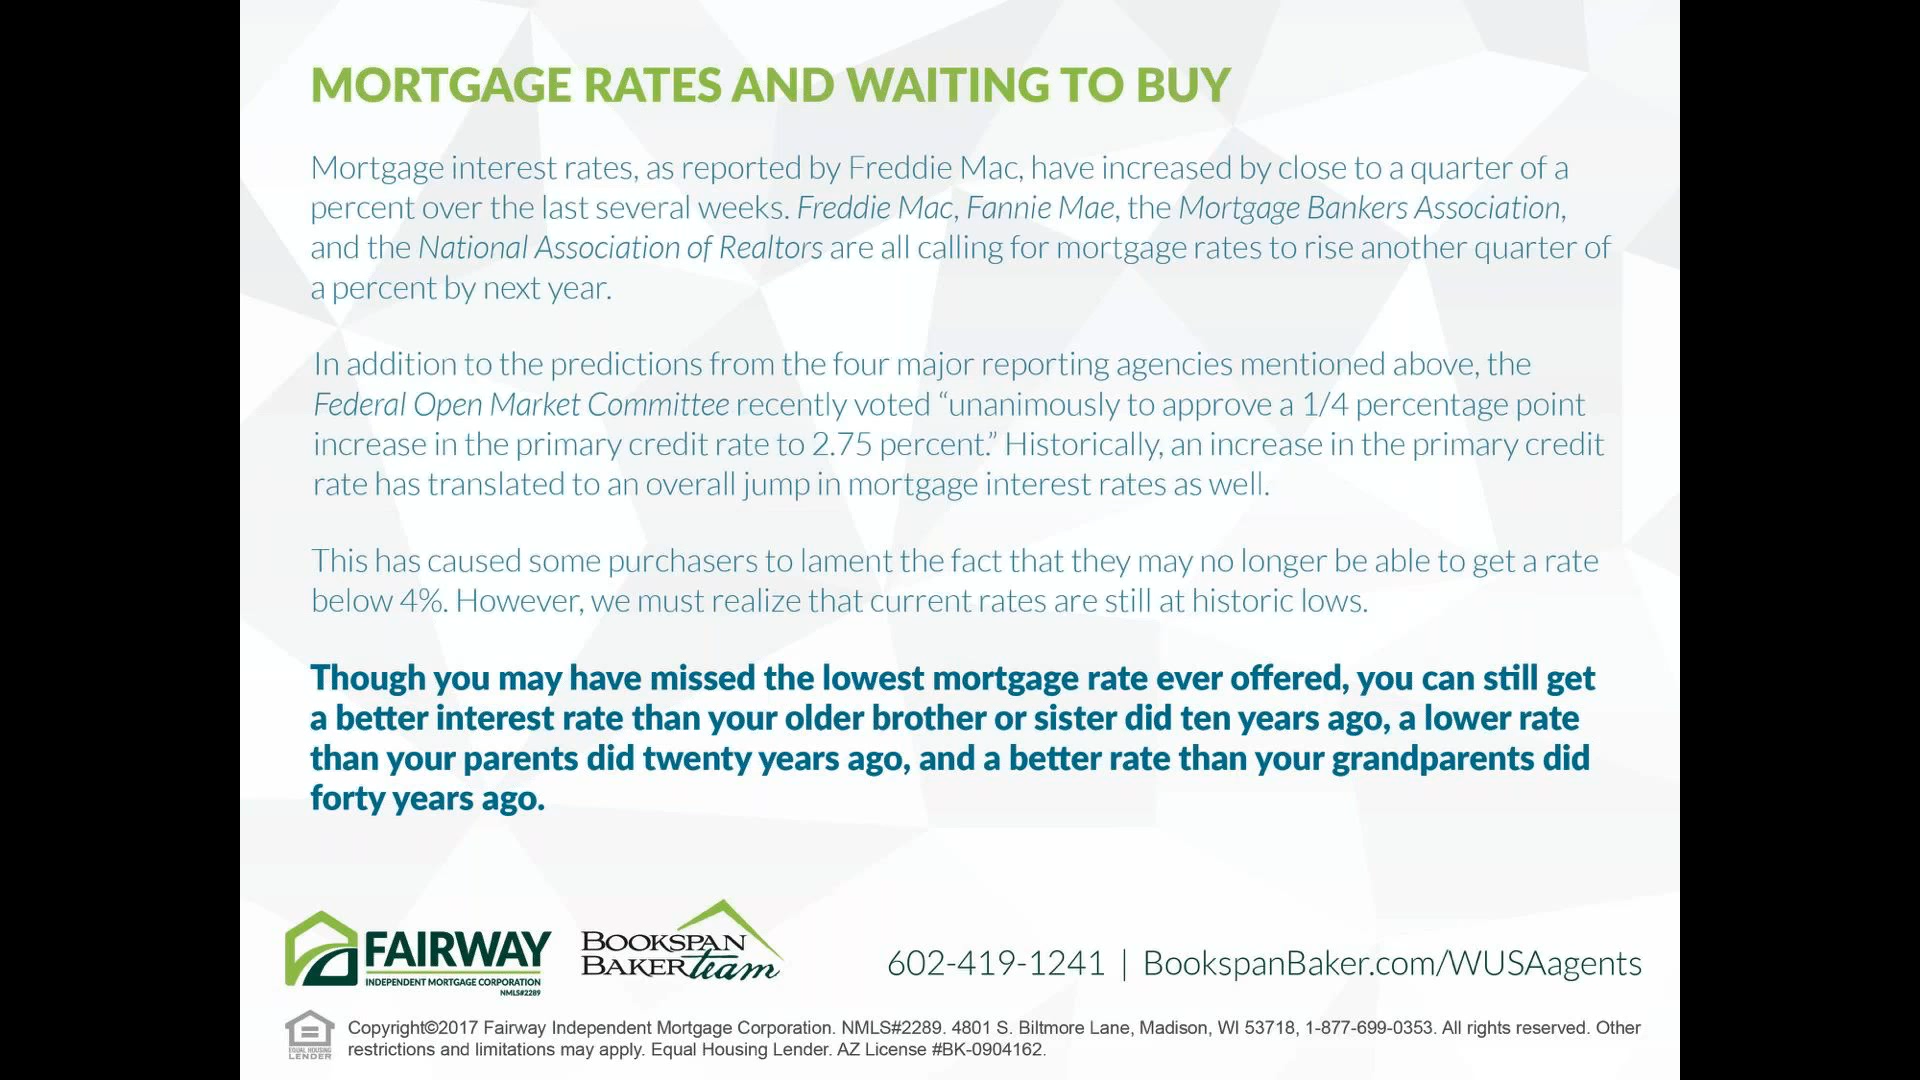 MORTGAGE RATES AND WAITING TO BUY
Mortgage interest rates, as reported by Freddie Mac, have increased by close to a quarter of a
percent over the last several weeks. Freddie Mac, Fannie Mae, the Mortgage Bankers Association,
and the National Association of Realtors are all calling for mortgage rates to rise another quarter of
a percent by next year.
In addition to the predictions from the four major reporting agencies mentioned above, the
Federal Open Market Committee recently voted “unanimously to approve a 1/4 percentage point
increase in the primary credit rate to 2.75 percent.” Historically, an increase in the primary credit
rate has translated to an overall jump in mortgage interest rates as well.
This has caused some purchasers to lament the fact that they may no longer be able to get a rate
below 4%. However, we must realize that current rates are still at historic lows.
Though you may have missed the lowest mortgage rate ever offered, you can still get
a better interest rate than your older brother or sister did ten years ago, a lower rate
than your parents did twenty years ago, and a better rate than your grandparents did
forty years ago.
FAIRWAY
INDEPENDENT MORTGAGE CORPORATION
NMLS#2289
BOOKSPAN
BAKER team
602-419-1241 | BookspanBaker.com/WUSAagents
EQUAL HOUSING
LENDER
Copyright©2017 Fairway Independent Mortgage Corporation. NMLS#2289. 4801 S. Biltmore Lane, Madison, WI 53718, 1-877-699-0353. All rights reserved. Other
restrictions and limitations may apply. Equal Housing Lender. AZ License #BK-0904162.